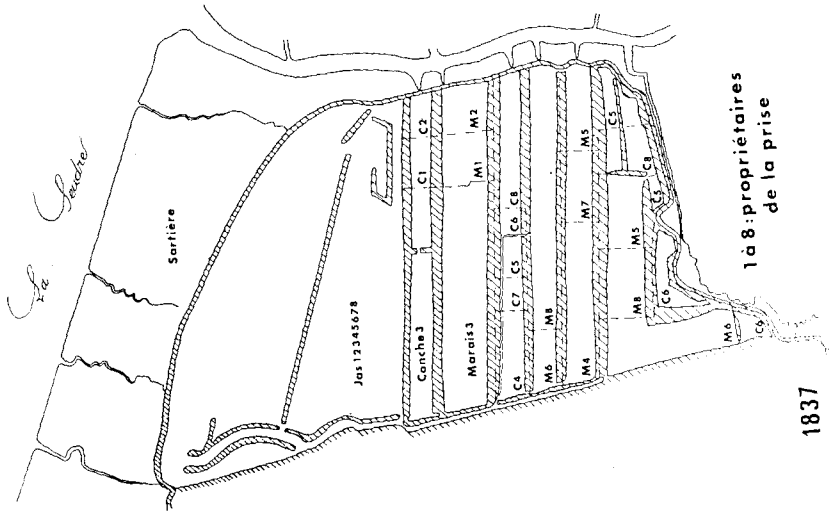 La Seudre
Sartière
Jas 12345678
Conche 3
C1
C2
Marais 3
M1
M2
C4
C7
C5
C6
C8
M6
M8
M4
M7
M5
C5
M8
M5
C8
C5
C6
M6
C6
1 à 8 : propriétaires
de la prise
1837